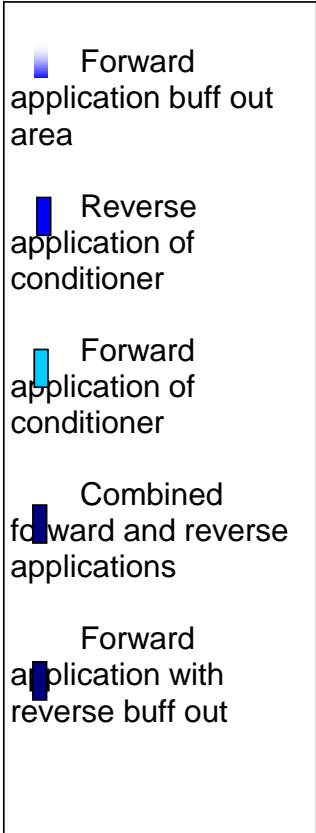 Forward
application buff out
area
Reverse
application of
conditioner
Forward
application of
conditioner
Combined
forward and reverse
applications
Forward
application with
reverse buff out